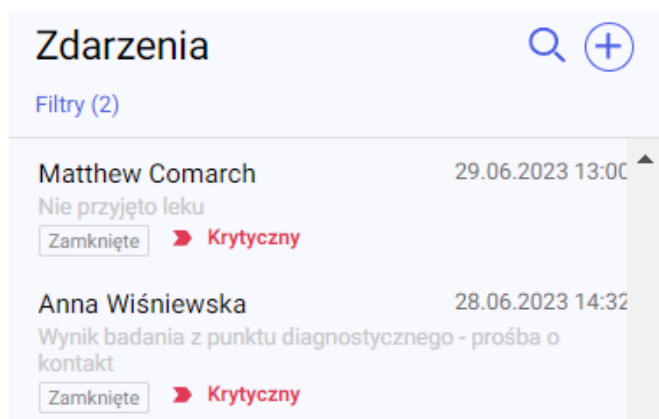 Zdarzenia
Filtry (2)
Matthew Comarch 29.06.2023 13:00
Nie przyjęto leku
Zamknięte Krytyczny
Anna Wiśniewska 28.06.2023 14:32
Wynik badania z punktu diagnostycznego - prośba o
kontakt
Zamknięte Krytyczny